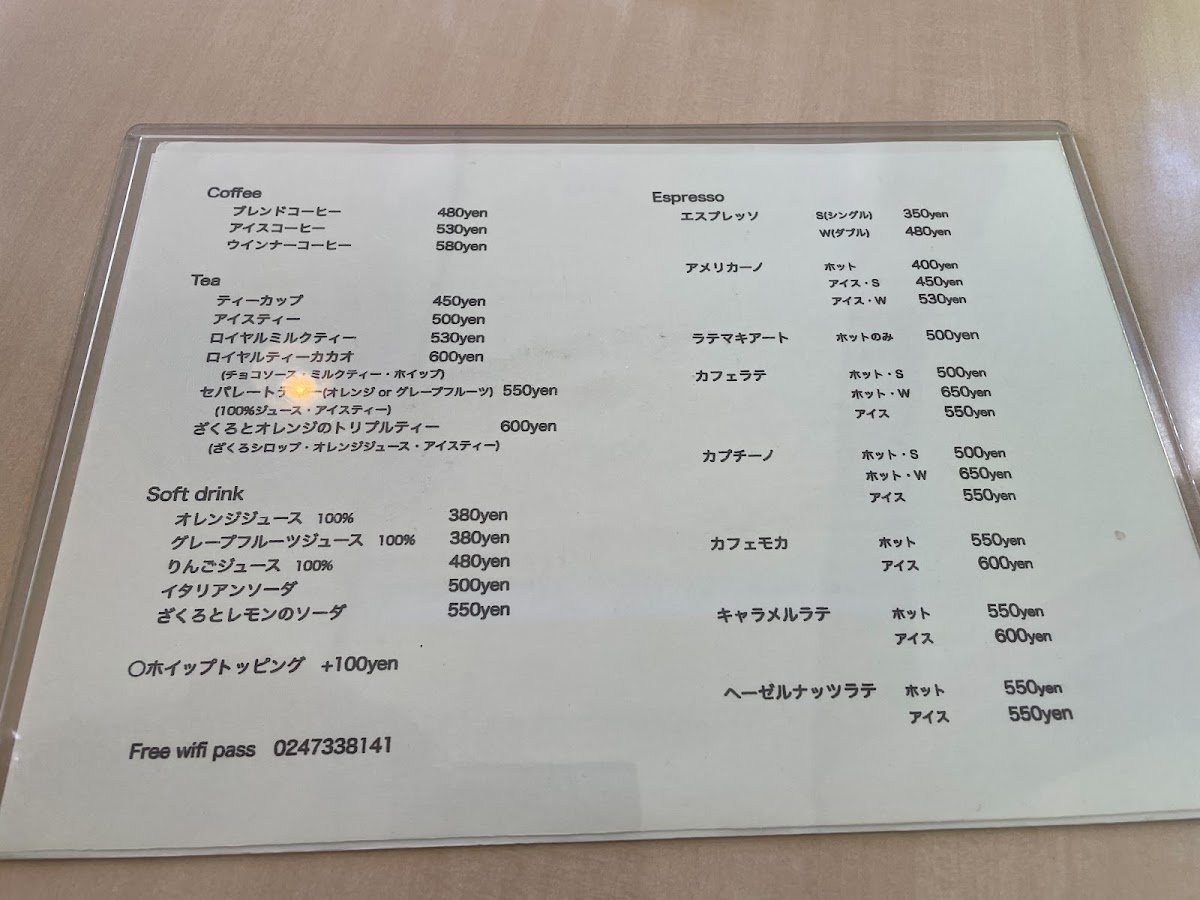 Coffee
ブレンドコーヒー 480yen
アイスコーヒー 530yen
ウインナーコーヒー 580yen
Tea
ティーカップ 450yen
アイスティー 500yen
ロイヤルミルクティー 530yen
ロイヤルティーカカオ 600yen
(チョコソース・ミルクティー・ホイップ)
セパレートティー(オレンジ or グレープフルーツ) 550yen
(100%ジュース・アイスティー)
ざくろとオレンジのトリプルティー 600yen
(ざくろシロップ・オレンジジュース・アイスティー)
Soft drink
オレンジジュース 100% 380yen
グレープフルーツジュース 100% 380yen
りんごジュース 100% 480yen
イタリアンソーダ 500yen
ざくろとレモンのソーダ 550yen
○ホイップトッピング +100yen
Free wifi pass 0247338141
Espresso
エスプレッソ S(シングル) 350yen
W(ダブル) 480yen
アメリカーノ ホット 400yen
アイス・S 450yen
アイス・W 530yen
ラテマキアート ホットのみ 500yen
カフェラテ ホット・S 500yen
ホット・W 650yen
アイス 550yen
カプチーノ ホット・S 500yen
ホット・W 650yen
アイス 550yen
カフェモカ ホット 550yen
アイス 600yen
キャラメルラテ ホット 550yen
アイス 600yen
ヘーゼルナッツラテ ホット 550yen
アイス 550yen